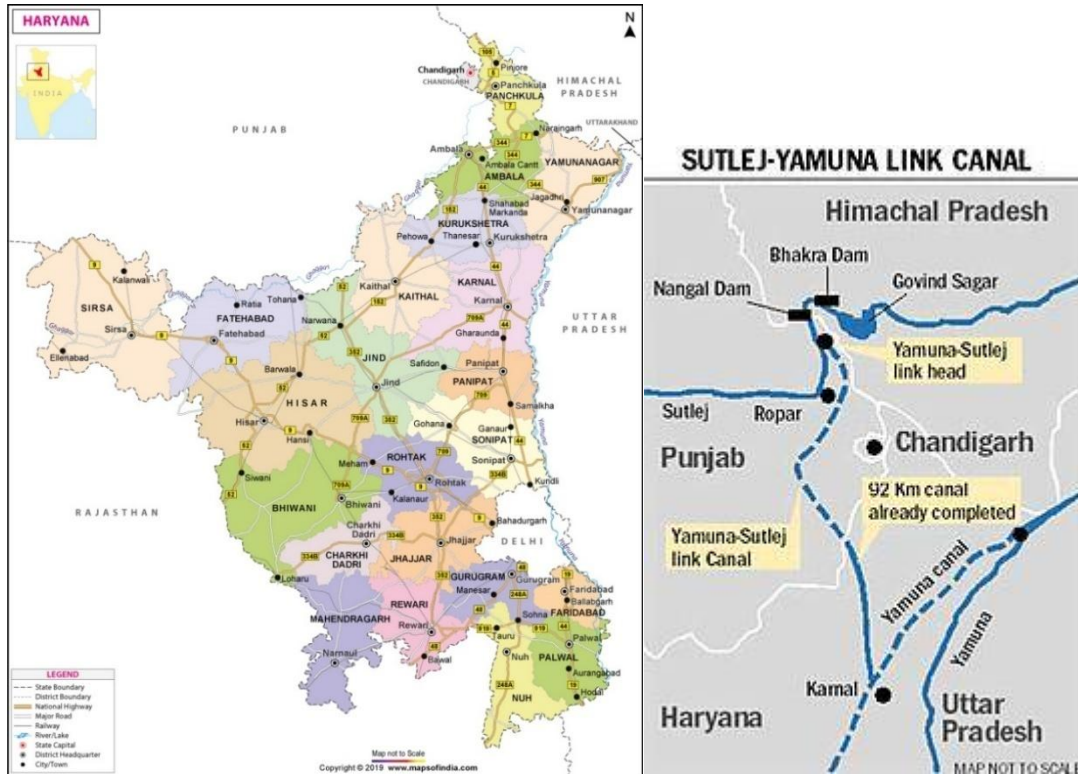 HARYANA
N
INDIA
PUNJAB
HIMACHAL
PRADESH
UTTARAKHAND
UTTAR
PRADESH
RAJASTHAN
DELHI
Chandigarh
CHANDIGARH
Pinjore
Panchkula
PANCHKULA
Naraingarh
Ambala
Ambala Cantt
AMBALA
YAMUNANAGAR
Jagadhri
Yamunanagar
Shahabad
Markanda
KURUKSHETRA
Pehowa
Thanesar
Kurukshetra
Kaithal
KAITHAL
KARNAL
Karnal
Gharaunda
Kalanwali
SIRSA
Sirsa
Ellenabad
Ratia
Tohana
FATEHABAD
Fatehabad
Narwana
JIND
Jind
Safidon
Panipat
PANIPAT
Samalkha
Barwala
HISAR
Hisar
Hansi
Siwani
Gohana
Ganaur
SONIPAT
Sonipat
Kundli
ROHTAK
Meham
Rohtak
Kalanaur
BHIWANI
Bhiwani
Bahadurgarh
Charkhi
Dadri
CHARKHI
DADRI
Jhajjar
JHAJJAR
Loharu
GURUGRAM
Gurugram
Manesar
Faridabad
Ballabgarh
FARIDABAD
REWARI
Rewari
Sohna
Tauru
MAHENDRAGARH
Narnaul
Bawal
Nuh
NUH
Palwal
PALWAL
Aurangabad
Hodal
LEGEND
State Boundary
District Boundary
National Highway
Major Road
Railway
River/Lake
State Capital
District Headquarter
City/Town
Map not to Scale
Copyright © 2019 www.mapsofindia.com
SUTLEJ-YAMUNA LINK CANAL
Himachal Pradesh
Bhakra Dam
Nangal Dam
Govind Sagar
Yamuna-Sutlej
link head
Sutlej
Ropar
Punjab
Chandigarh
92 Km canal
already completed
Yamuna-Sutlej
link Canal
Yamuna canal
Yamuna
Karnal
Haryana
Uttar
Pradesh
MAP NOT TO SCALE